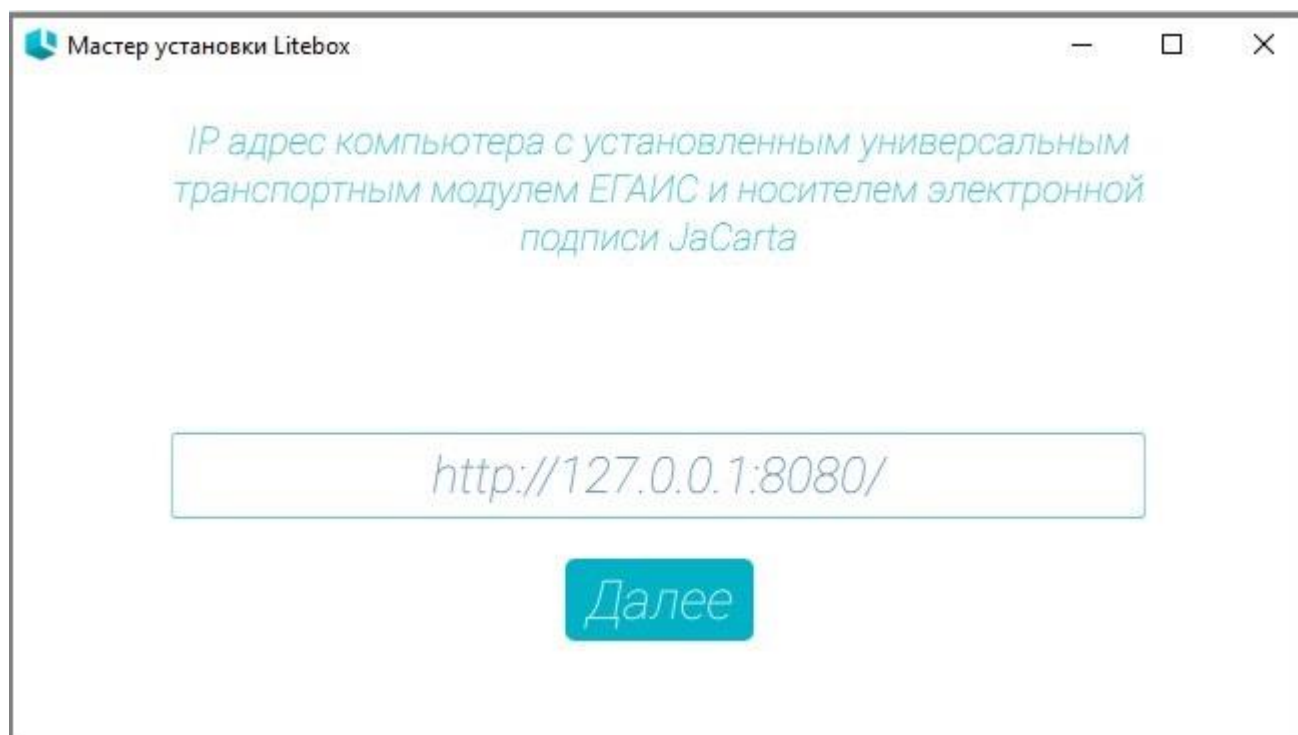 Мастер установки Litebox
IP адрес компьютера с установленным универсальным
транспортным модулем ЕГАИС и носителем электронной
подписи JaCarta
http://127.0.0.1:8080/
Далее